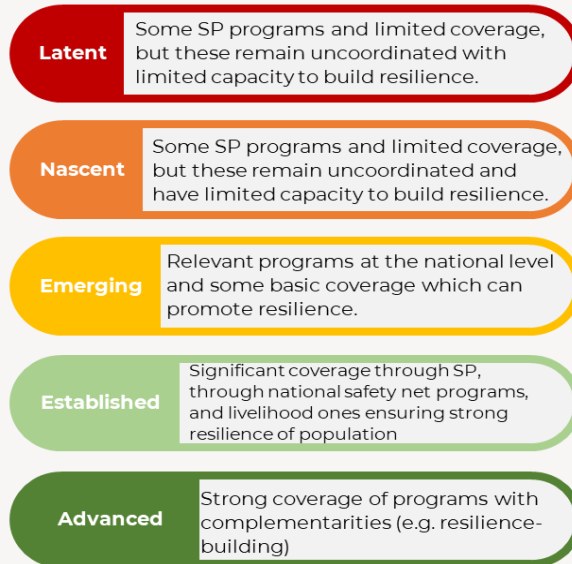 Latent
Some SP programs and limited coverage,
but these remain uncoordinated with
limited capacity to build resilience.
Nascent
Some SP programs and limited coverage,
but these remain uncoordinated and
have limited capacity to build resilience.
Emerging
Relevant programs at the national level
and some basic coverage which can
promote resilience.
Established
Significant coverage through SP,
through national safety net programs,
and livelihood ones ensuring strong
resilience of population
Advanced
Strong coverage of programs with
complementarities (e.g. resilience-
building)